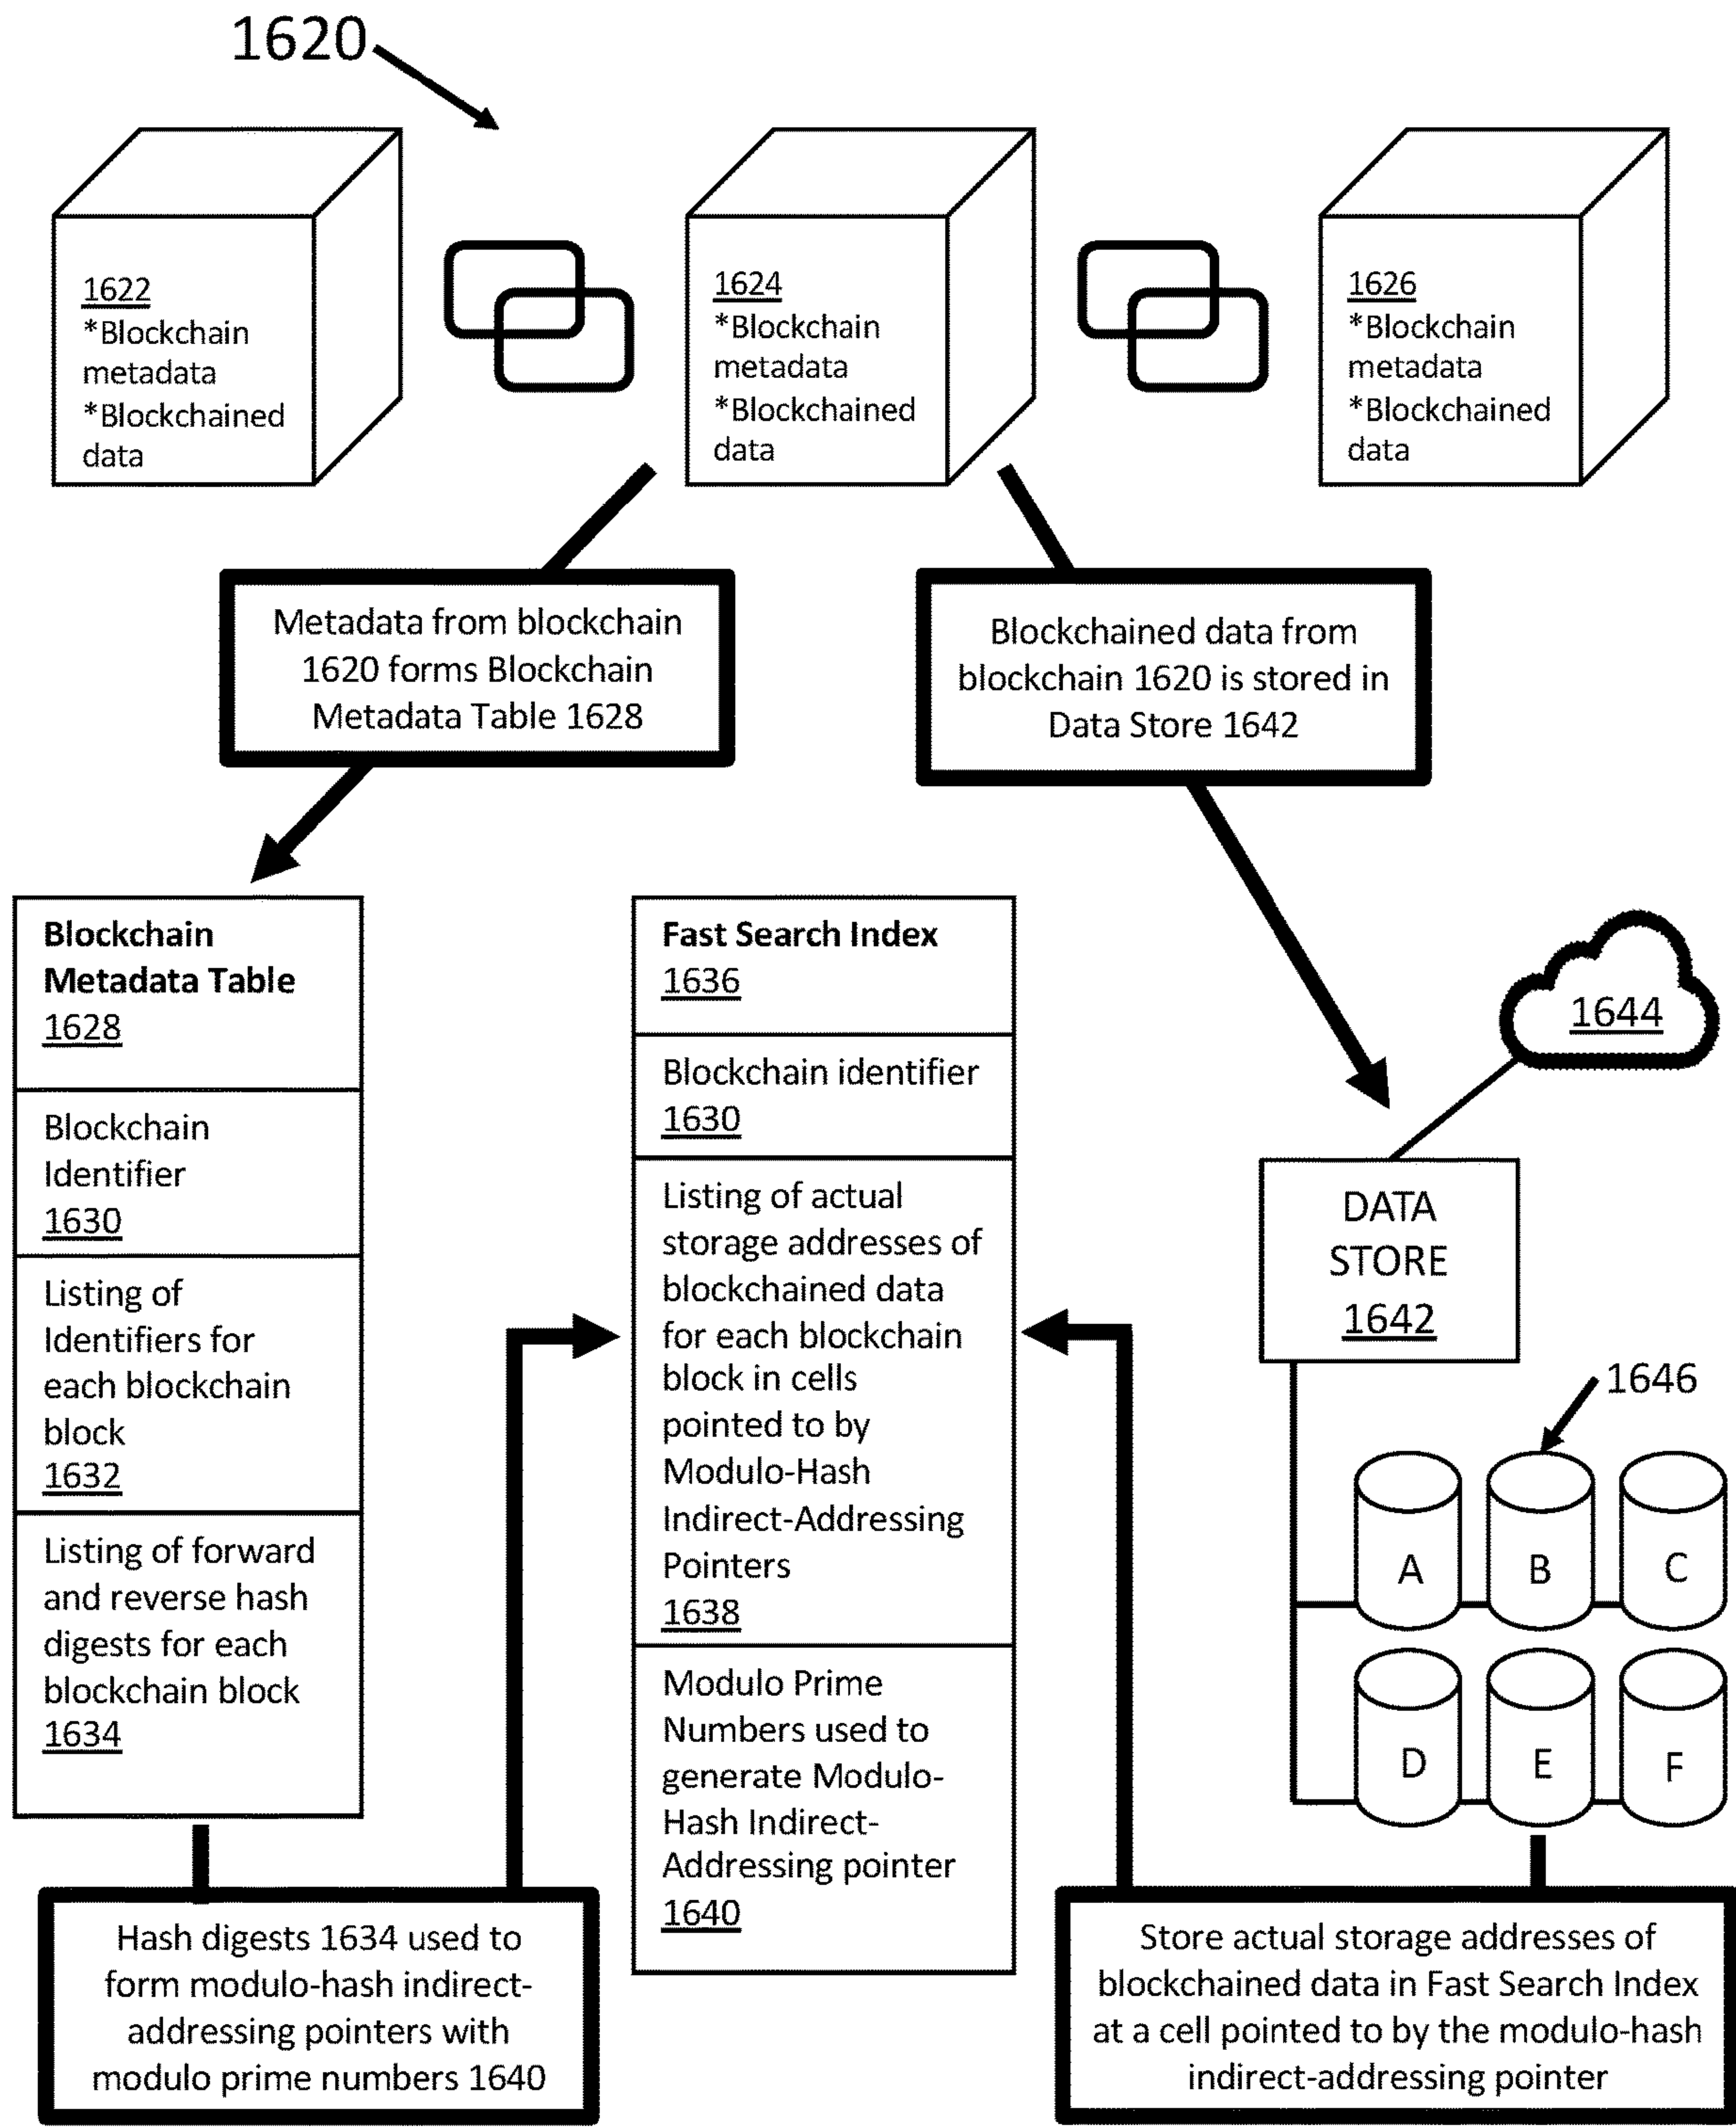 1620
1622
*Blockchain
metadata
*Blockchained
data
1624
*Blockchain
metadata
*Blockchained
data
1626
*Blockchain
metadata
*Blockchained
data
Metadata from blockchain
1620 forms Blockchain
Metadata Table 1628
Blockchained data from
blockchain 1620 is stored in
Data Store 1642
Blockchain
Metadata Table
1628
Blockchain
Identifier
1630
Listing of
Identifiers for
each blockchain
block
1632
Listing of forward
and reverse hash
digests for each
blockchain block
1634
Fast Search Index
1636
Blockchain identifier
1630
Listing of actual
storage addresses of
blockchained data
for each blockchain
block in cells
pointed to by
Modulo-Hash
Indirect-Addressing
Pointers
1638
Modulo Prime
Numbers used to
generate Modulo-
Hash Indirect-
Addressing pointer
1640
1644
DATA
STORE
1642
1646
A
B
C
D
E
F
Hash digests 1634 used to
form modulo-hash indirect-
addressing pointers with
modulo prime numbers 1640
Store actual storage addresses of
blockchained data in Fast Search Index
at a cell pointed to by the modulo-hash
indirect-addressing pointer